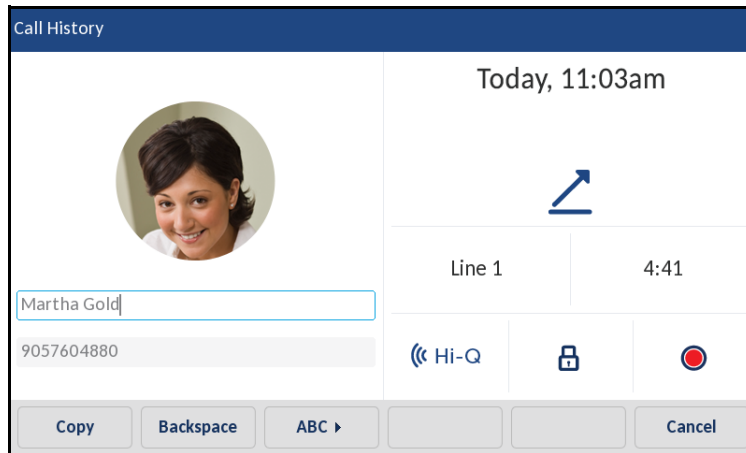 Call History
Today, 11:03am
Martha Gold
9057604880
Line 1
4:41
Hi-Q
Copy
Backspace
ABC
Cancel